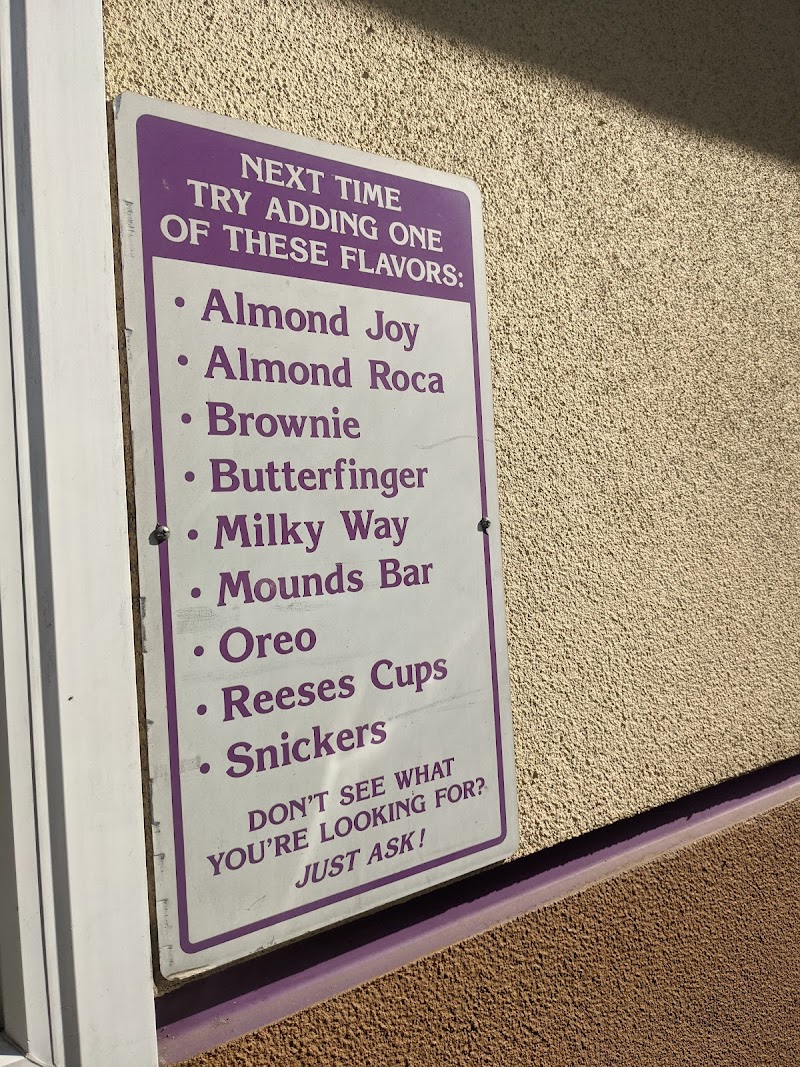 NEXT TIME
TRY ADDING ONE
OF THESE FLAVORS:
• Almond Joy
• Almond Roca
• Brownie
• Butterfinger
• Milky Way
• Mounds Bar
• Oreo
• Reeses Cups
• Snickers
DON'T SEE WHAT
YOU'RE LOOKING FOR?
JUST ASK!